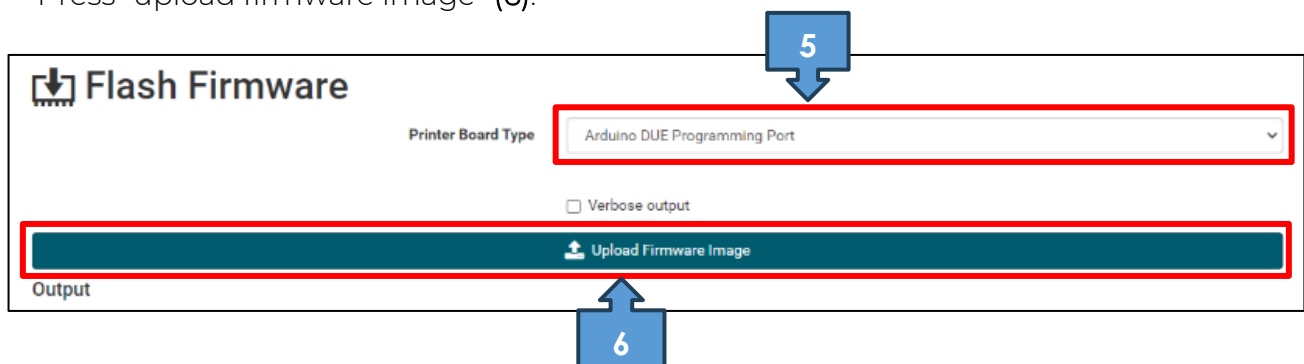 Press "upload firmware image" (6).
5
Flash Firmware
Printer Board Type
Arduino DUE Programming Port
Verbose output
Upload Firmware Image
Output
6